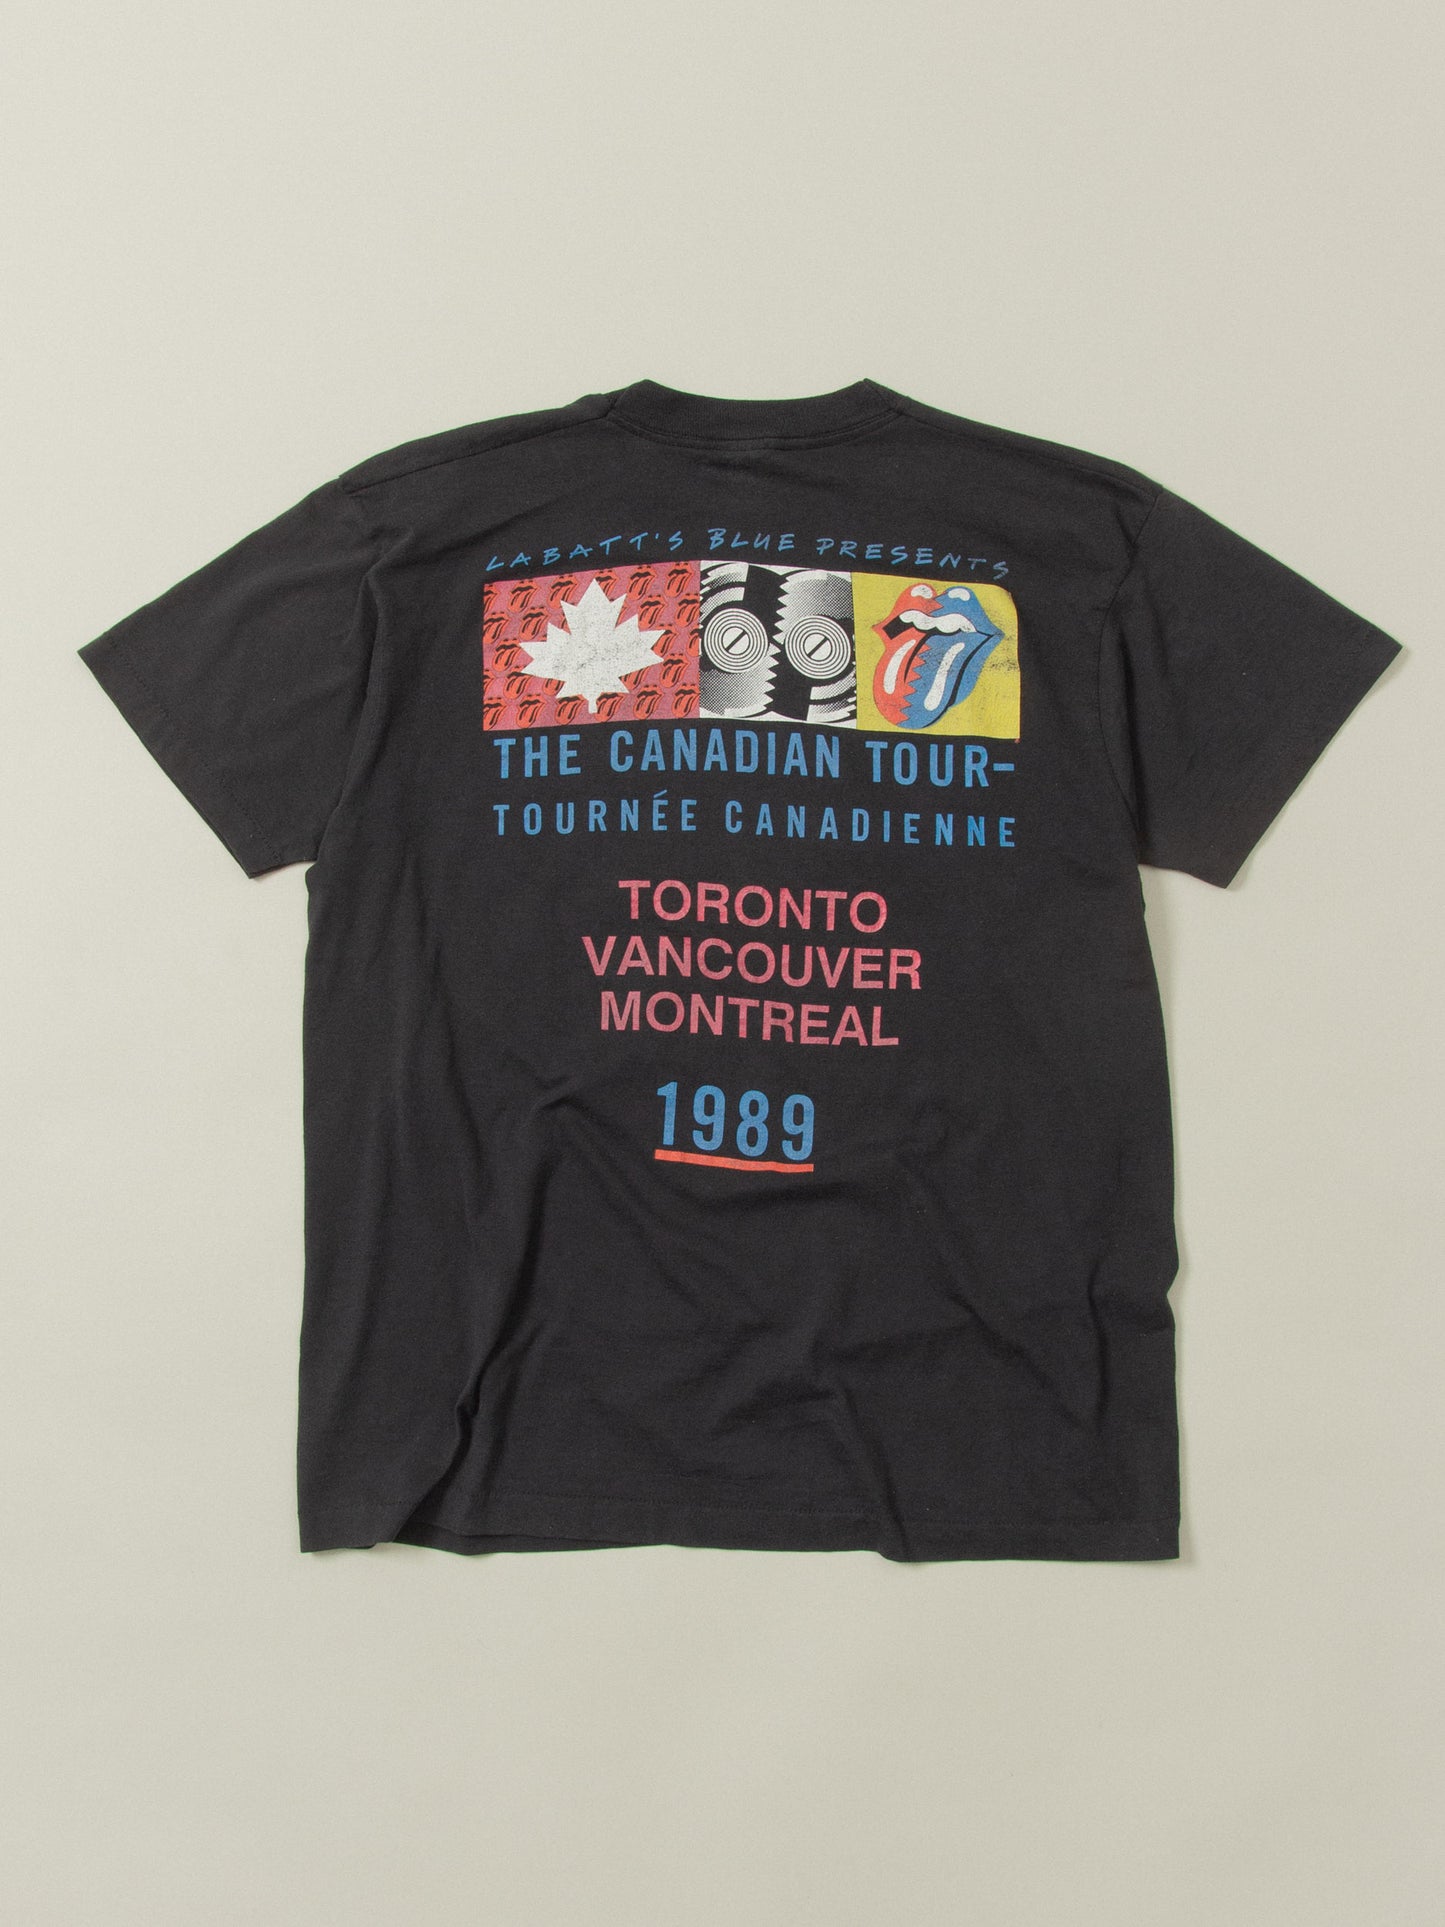 LABATT'S BLUE PRESENTS
THE CANADIAN TOUR–
TOURNÉE CANADIENNE
TORONTO
VANCOUVER
MONTREAL
1989